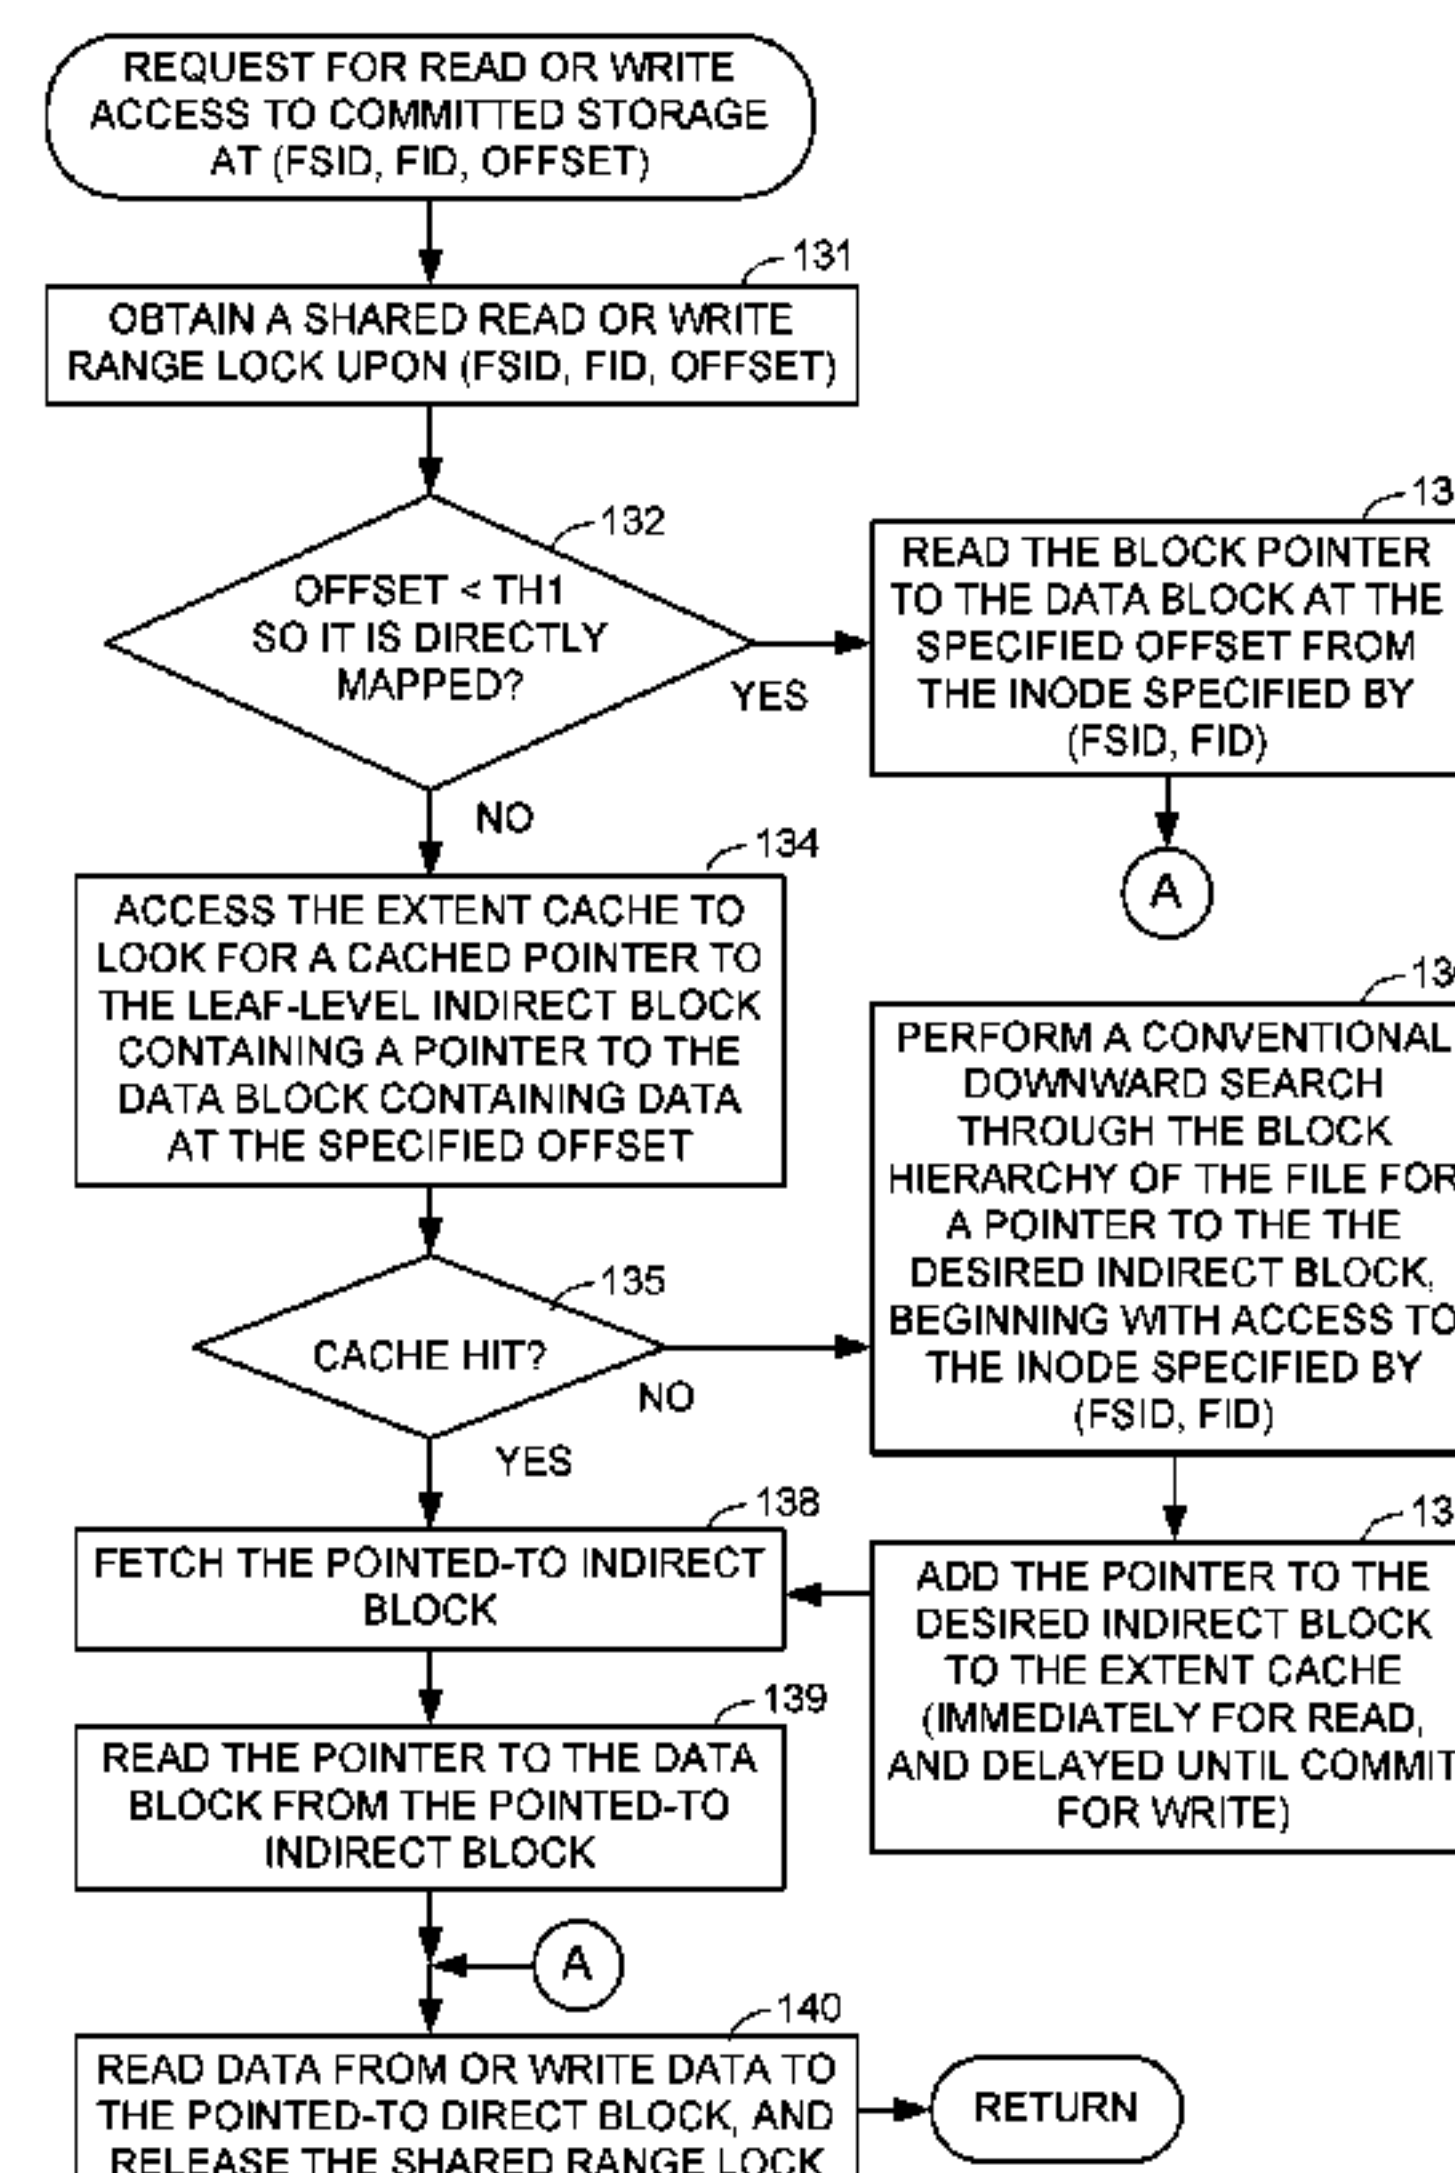 REQUEST FOR READ OR WRITE
ACCESS TO COMMITTED STORAGE
AT (FSID, FID, OFFSET)
131
OBTAIN A SHARED READ OR WRITE
RANGE LOCK UPON (FSID, FID, OFFSET)
132
OFFSET < TH1
SO IT IS DIRECTLY
MAPPED?
YES
NO
13
READ THE BLOCK POINTER
TO THE DATA BLOCK AT THE
SPECIFIED OFFSET FROM
THE INODE SPECIFIED BY
(FSID, FID)
A
134
ACCESS THE EXTENT CACHE TO
LOOK FOR A CACHED POINTER TO
THE LEAF-LEVEL INDIRECT BLOCK
CONTAINING A POINTER TO THE
DATA BLOCK CONTAINING DATA
AT THE SPECIFIED OFFSET
135
CACHE HIT?
NO
YES
13
PERFORM A CONVENTIONAL
DOWNWARD SEARCH
THROUGH THE BLOCK
HIERARCHY OF THE FILE FOR
A POINTER TO THE THE
DESIRED INDIRECT BLOCK,
BEGINNING WITH ACCESS TO
THE INODE SPECIFIED BY
(FSID, FID)
13
ADD THE POINTER TO THE
DESIRED INDIRECT BLOCK
TO THE EXTENT CACHE
(IMMEDIATELY FOR READ,
AND DELAYED UNTIL COMMIT
FOR WRITE)
138
FETCH THE POINTED-TO INDIRECT
BLOCK
139
READ THE POINTER TO THE DATA
BLOCK FROM THE POINTED-TO
INDIRECT BLOCK
A
140
READ DATA FROM OR WRITE DATA TO
THE POINTED-TO DIRECT BLOCK, AND
RELEASE THE SHARED RANGE LOCK
RETURN